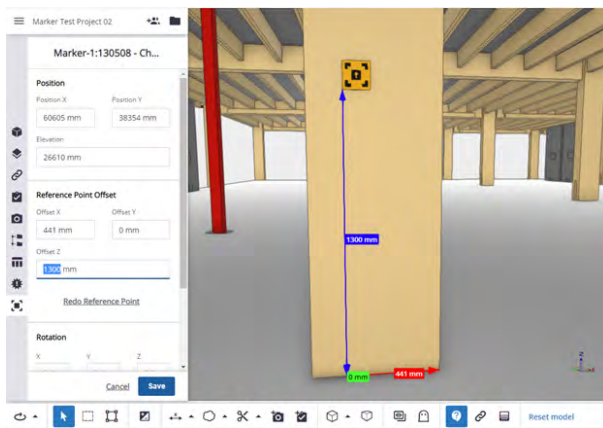 Marker Test Project 02
Marker-1:130508 - Ch...
Position
Position X
Position Y
60605 mm
38354 mm
Elevation
26610 mm
Reference Point Offset
Offset X
Offset Y
441 mm
0 mm
Offset Z
1300 mm
Redo Reference Point
Rotation
X
Y
Z
Cancel
Save
1300 mm
0 mm
441 mm
Z
Reset model